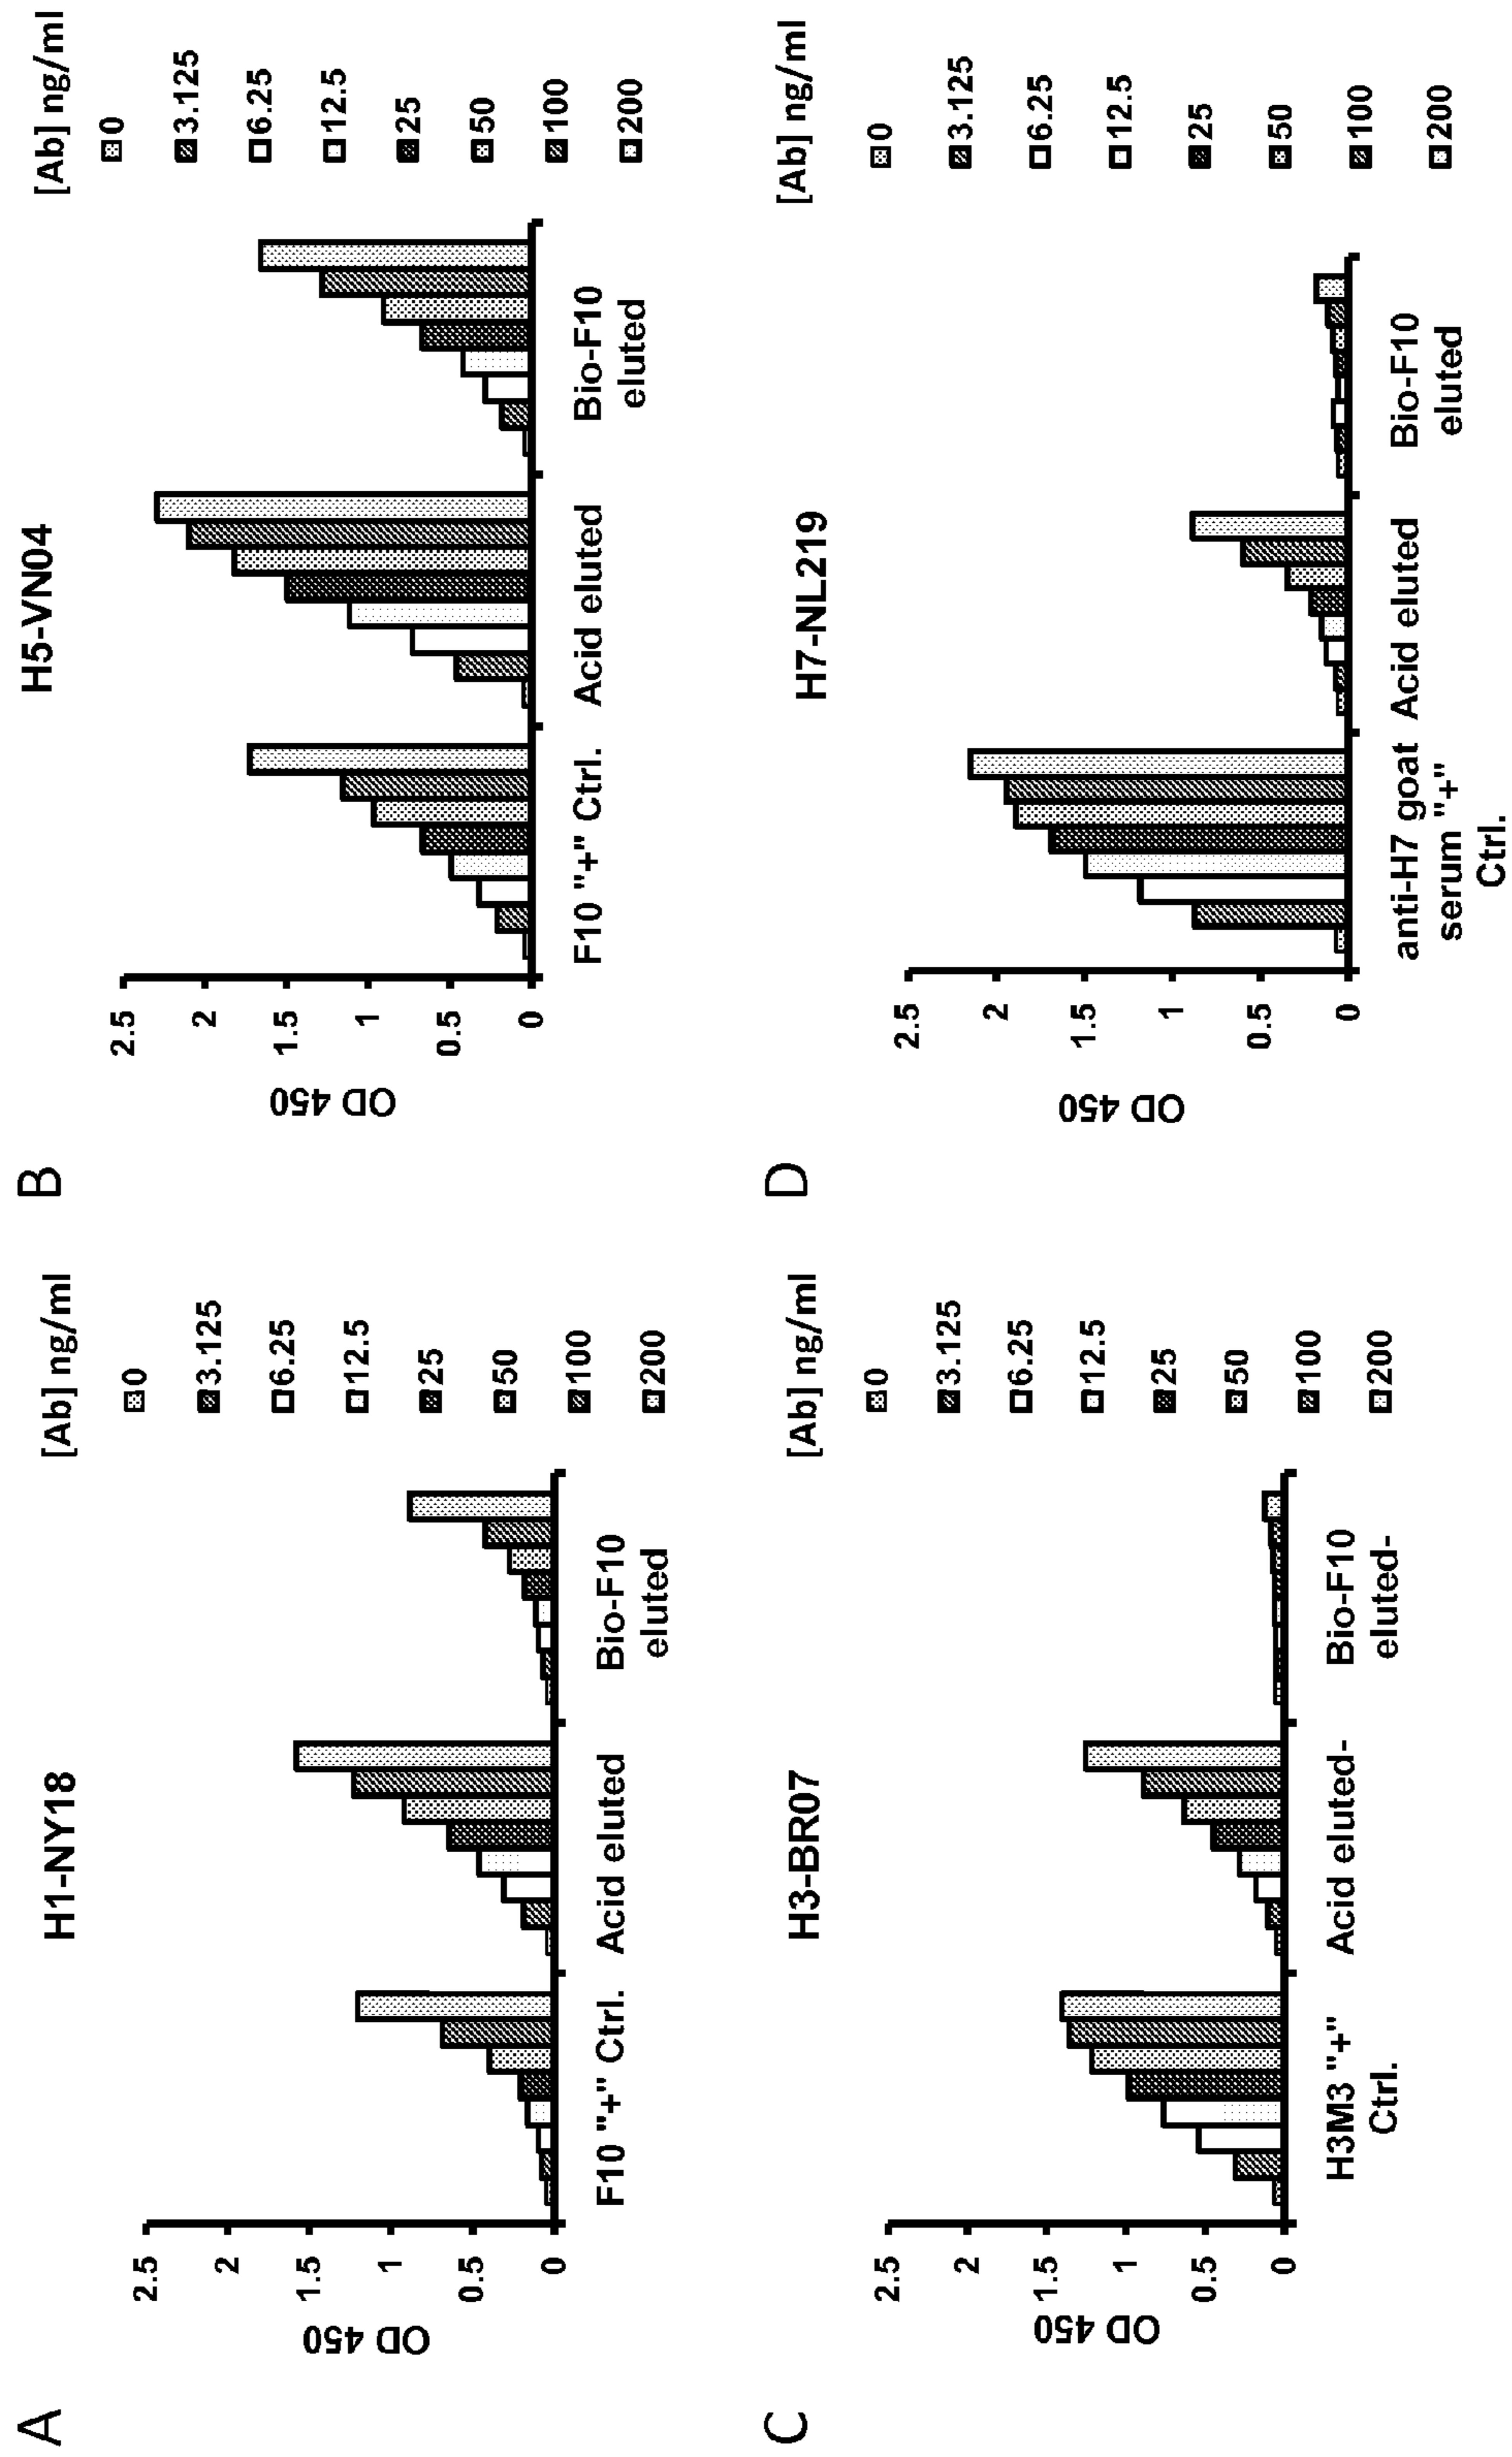 A
H1-NY18
OD 450
2.5
2
1.5
1
0.5
0
F10 "+" Ctrl.
Acid eluted
Bio-F10
eluted
[Ab] ng/ml
0
3.125
6.25
12.5
25
50
100
200
B
H5-VN04
OD 450
2.5
2
1.5
1
0.5
0
F10 "+" Ctrl.
Acid eluted
Bio-F10
eluted
[Ab] ng/ml
0
3.125
6.25
12.5
25
50
100
200
C
H3-BR07
OD 450
2.5
2
1.5
1
0.5
0
H3M3 "+"
Ctrl.
Acid eluted-
Bio-F10
eluted-
[Ab] ng/ml
0
3.125
6.25
12.5
25
50
100
200
D
H7-NL219
OD 450
2.5
2
1.5
1
0.5
0
anti-H7 goat
serum "+"
Ctrl.
Acid eluted
Bio-F10
eluted
[Ab] ng/ml
0
3.125
6.25
12.5
25
50
100
200